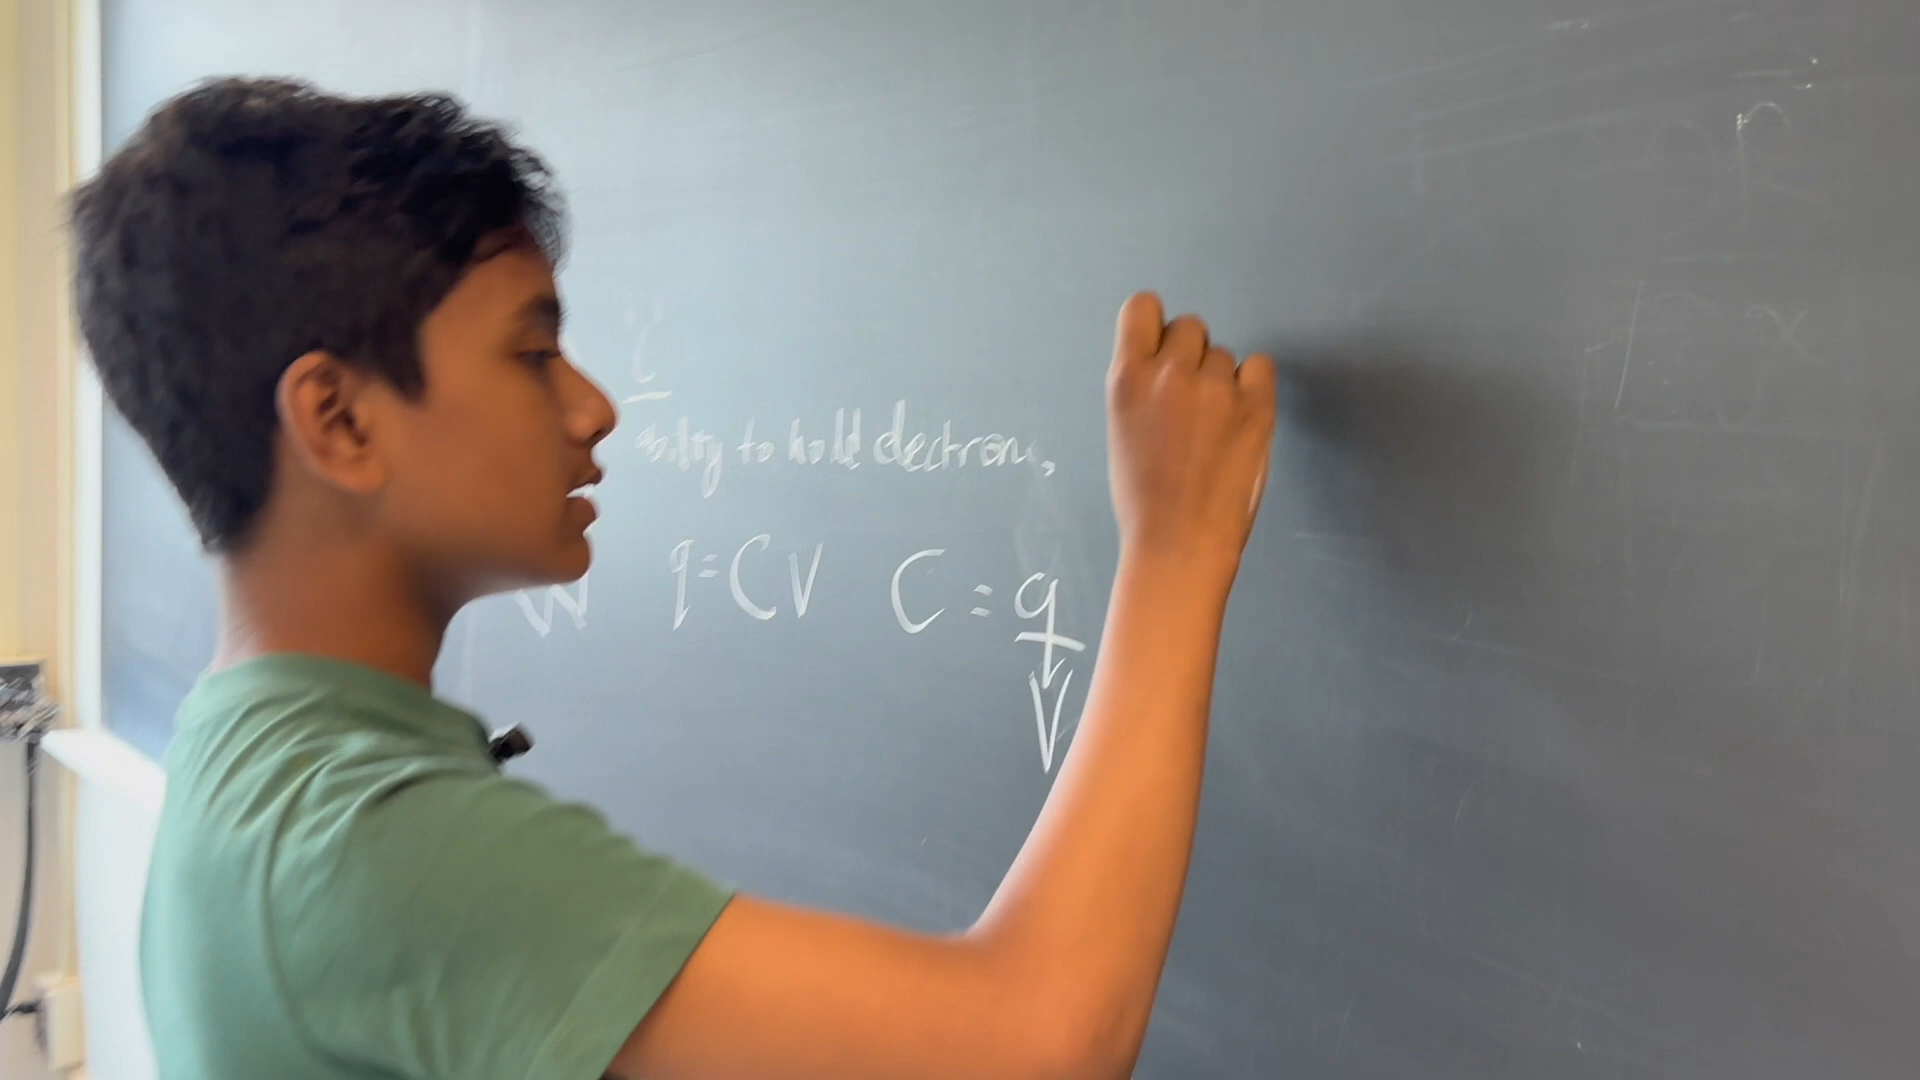 C
ability to hold electrons
q=CV C = q
V